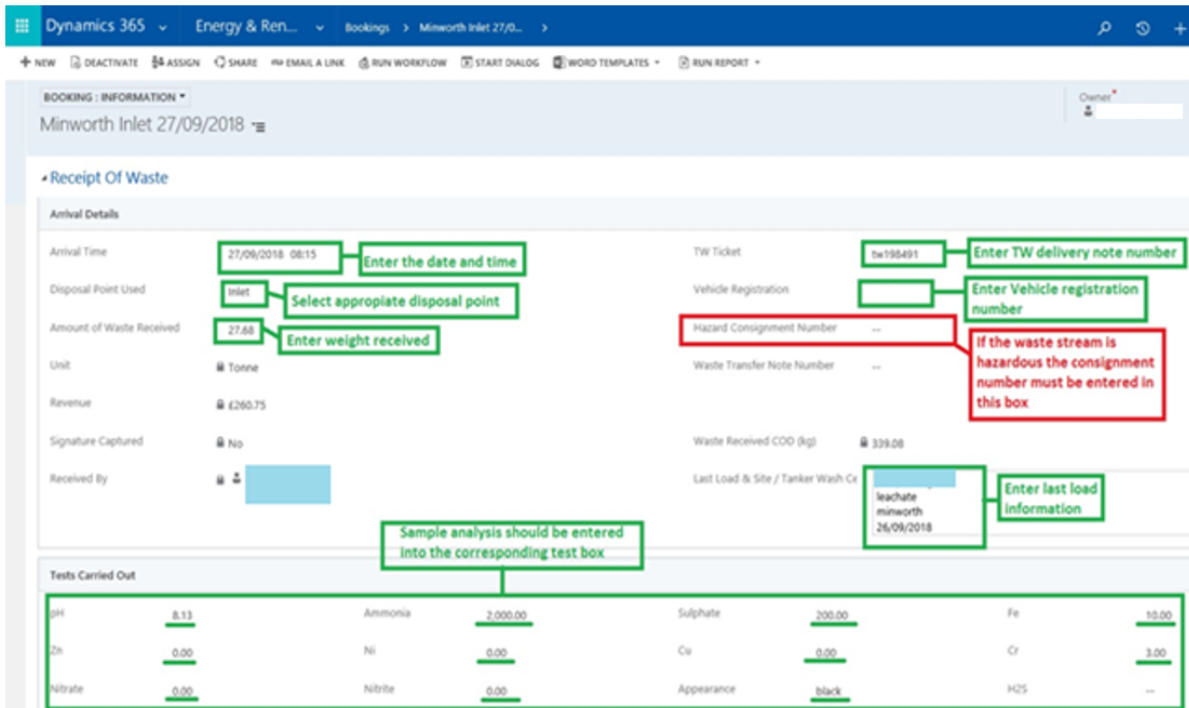 Dynamics 365 Energy & Ren... Bookings > Minworth Inlet 27/0... >
NEW DEACTIVATE ASSIGN SHARE EMAIL A LINK RUN WORKFLOW START DIALOG WORD TEMPLATES RUN REPORT
BOOKING : INFORMATION
Owner*
Minworth Inlet 27/09/2018
Receipt Of Waste
Arrival Details
Arrival Time 27/09/2018 08:15 Enter the date and time
TW Ticket tw198491 Enter TW delivery note number
Disposal Point Used Inlet Select appropiate disposal point
Vehicle Registration Enter Vehicle registration
number
Amount of Waste Received 27.68 Enter weight received
Hazard Consignment Number --
If the waste stream is
hazardous the consignment
number must be entered in
this box
Unit Tonne
Waste Transfer Note Number --
Revenue £260.75
Signature Captured No
Waste Received COD (kg) 339.08
Received By
Last Load & Site / Tanker Wash Ce
leachate
minworth
26/09/2018
Enter last load
information
Sample analysis should be entered
into the corresponding test box
Tests Carried Out
pH 8.13 Ammonia 2,000.00 Sulphate 200.00 Fe 10.00
Zn 0.00 Ni 0.00 Cu 0.00 Cr 3.00
Nitrate 0.00 Nitrite 0.00 Appearance black H2S --